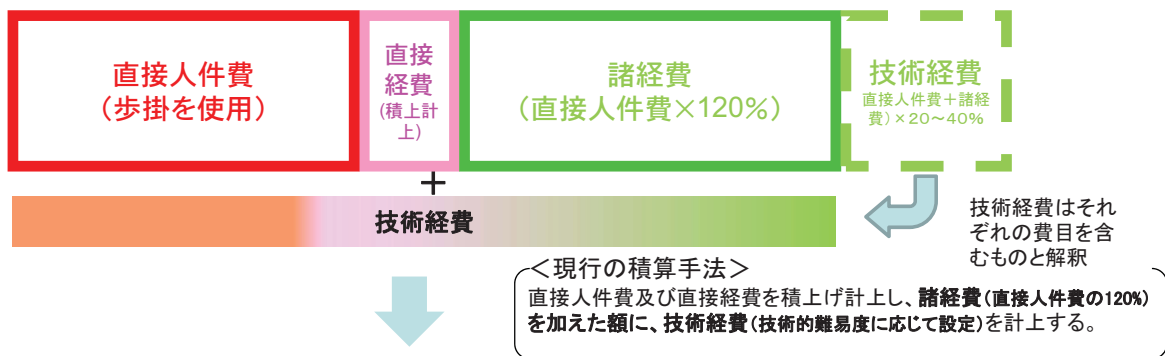 直接人件費
（歩掛を使用）
直接
経費
(積上計
上)
諸経費
（直接人件費×120%）
技術経費
直接人件費＋諸経
費）×20～40%
＋
技術経費
技術経費はそれ
ぞれの費目を含
むものと解釈
＜現行の積算手法＞
直接人件費及び直接経費を積上げ計上し、諸経費(直接人件費の120%)
を加えた額に、技術経費(技術的難易度に応じて設定)を計上する。